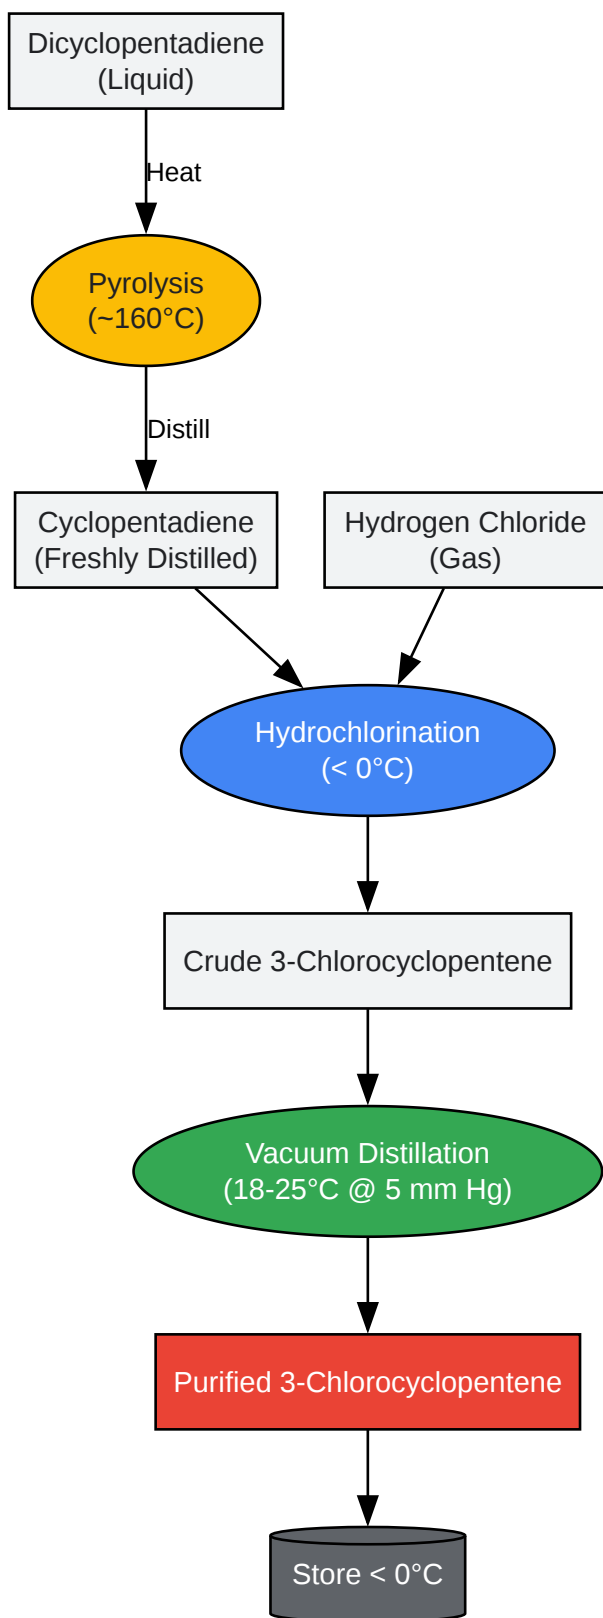 Dicyclopentadiene
(Liquid)
Heat
Pyrolysis
(~160°C)
Distill
Cyclopentadiene
(Freshly Distilled)
Hydrogen Chloride
(Gas)
Hydrochlorination
(< 0°C)
Crude 3-Chlorocyclopentene
Vacuum Distillation
(18-25°C @ 5 mm Hg)
Purified 3-Chlorocyclopentene
Store < 0°C